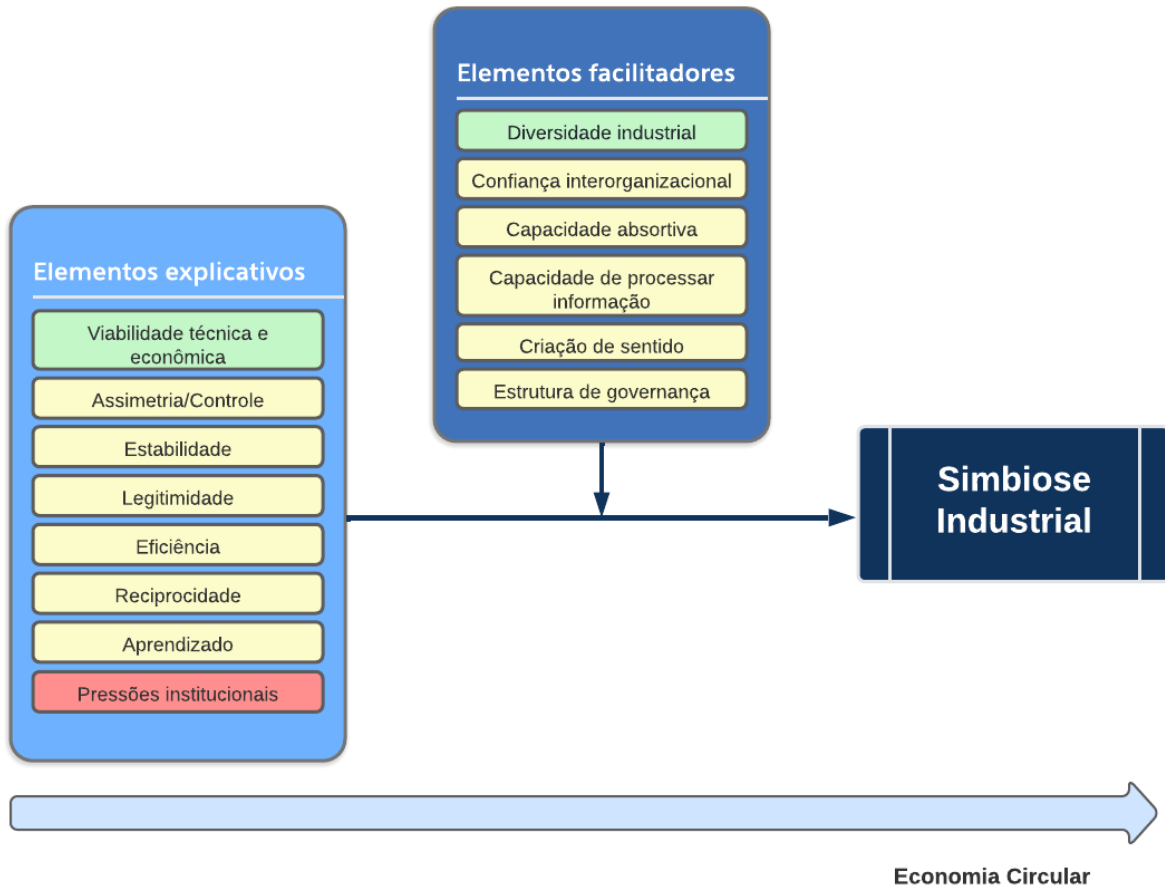 Elementos facilitadores
Diversidade industrial
Confiança interorganizacional
Capacidade absortiva
Capacidade de processar
informação
Criação de sentido
Estrutura de governança
Elementos explicativos
Viabilidade técnica e
econômica
Assimetria/Controle
Estabilidade
Legitimidade
Eficiência
Reciprocidade
Aprendizado
Pressões institucionais
Simbiose
Industrial
Economia Circular